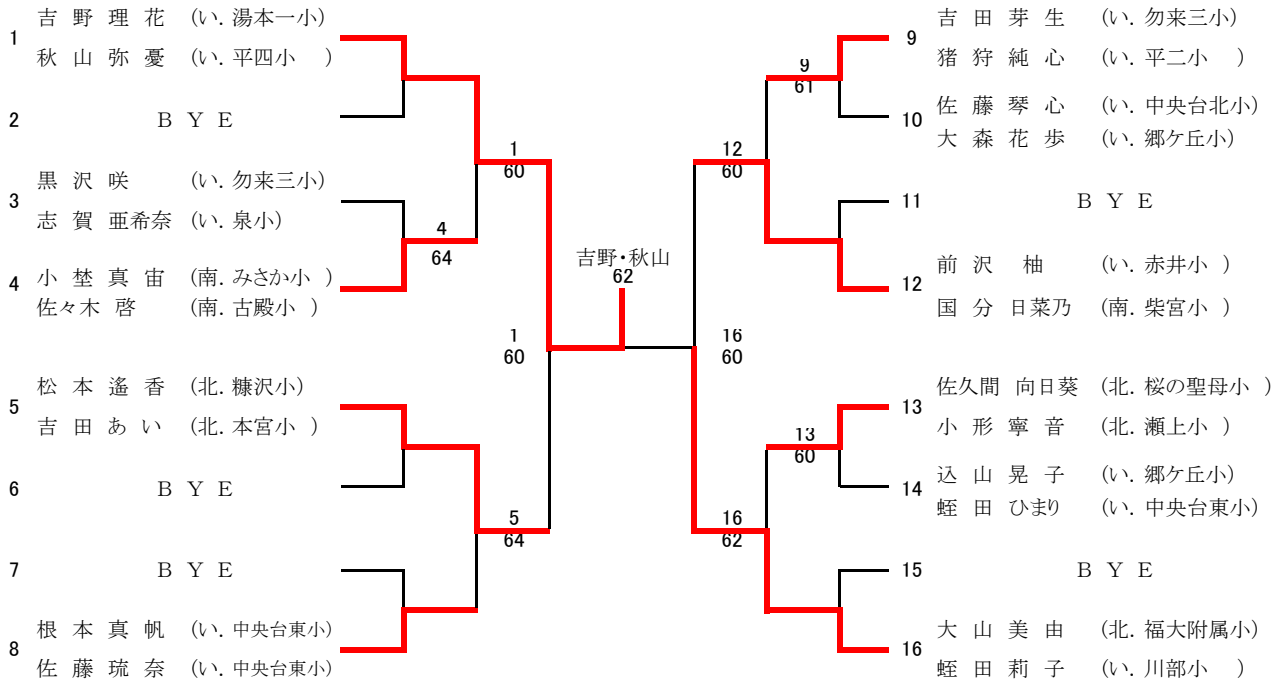 1 吉野理花 (い. 湯本一小)
秋山弥憂 (い. 平四小 )
2 BYE
3 黒沢咲 (い. 勿来三小)
志賀亜希奈 (い. 泉小)
4 小埜真宙 (南. みさか小 )
佐々木啓 (南. 古殿小 )
5 松本遙香 (北. 糠沢小)
吉田あい (北. 本宮小 )
6 BYE
7 BYE
8 根本真帆 (い. 中央台東小)
佐藤琉奈 (い. 中央台東小)
4
64
1
60
5
64
1
60
吉野・秋山
62
16
60
12
60
16
62
9
61
13
60
9 吉田芽生 (い. 勿来三小)
猪狩純心 (い. 平二小 )
10 佐藤琴心 (い. 中央台北小)
大森花歩 (い. 郷ケ丘小)
11 BYE
12 前沢柚 (い. 赤井小 )
国分日菜乃 (南. 柴宮小 )
13 佐久間 向日葵 (北. 桜の聖母小 )
小形寧音 (北. 瀬上小 )
14 込山晃子 (い. 郷ケ丘小)
蛭田ひまり (い. 中央台東小)
15 BYE
16 大山美由 (北. 福大附属小)
蛭田莉子 (い. 川部小 )